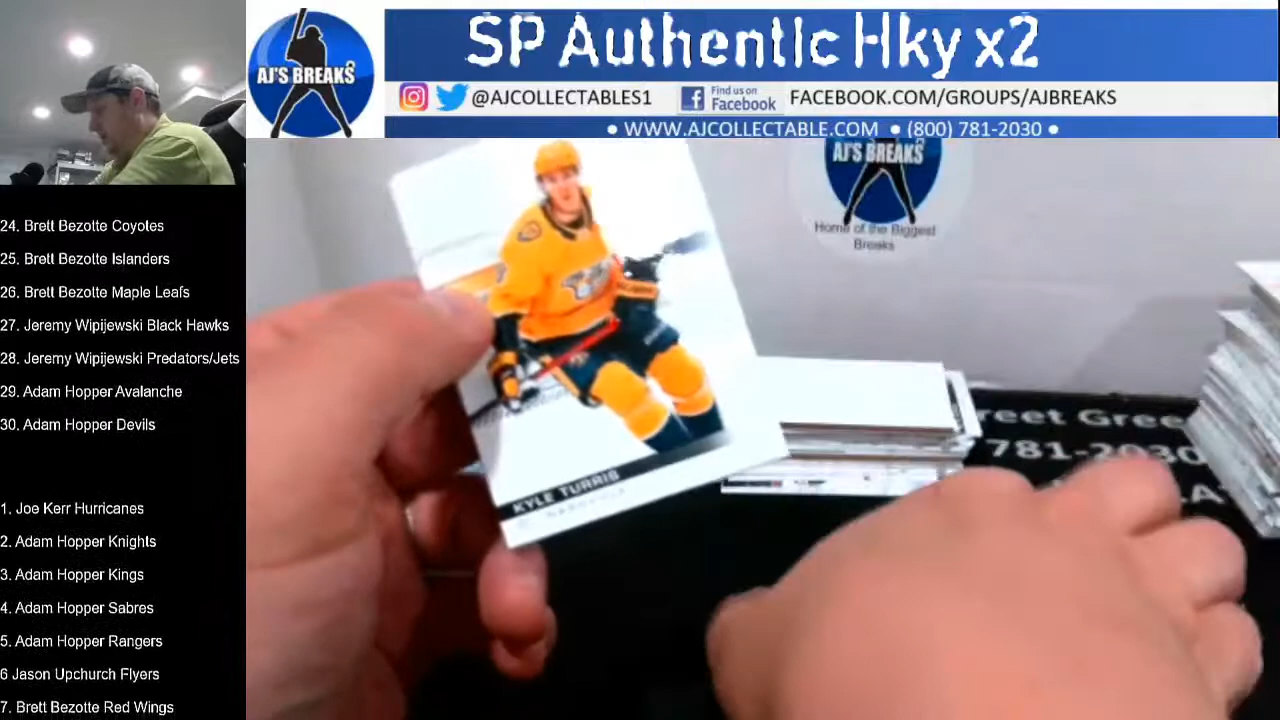 SP Authentic Hky x2
AJ'S BREAKS
@AJCOLLECTABLES1
Find us on
Facebook
FACEBOOK.COM/GROUPS/AJBREAKS
• WWW.AJCOLLECTABLE.COM • (800) 781-2030 •
AJ'S BREAKS
Home of the Biggest
Breaks
24. Brett Bezotte Coyoles
25. Brett Bezotte Islanders
26. Brett Bezotte Maple Leafs
27. Jeremy Wipijewski Black Hawks
28. Jeremy Wipijewski Predators/Jets
29. Adam Hopper Avalanche
30. Adam Hopper Devils
1. Joe Kerr Hurricanes
2. Adam Hopper Knights
3. Adam Hopper Kings
4. Adam Hopper Sabres
5. Adam Hopper Rangers
6 Jason Upchurch Flyers
7. Brett Bezotte Red Wings
KYLE TURRIS
781-2030